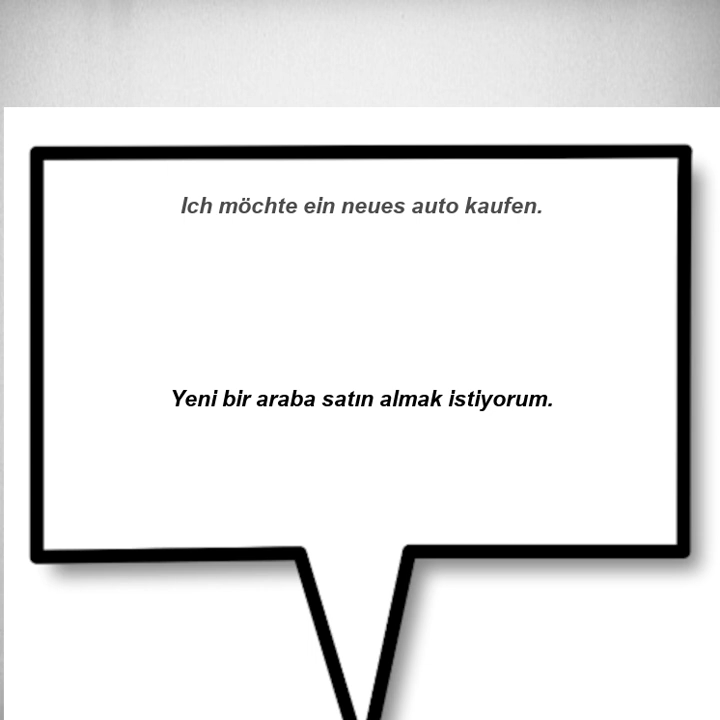 Ich möchte ein neues auto kaufen.
Yeni bir araba satın almak istiyorum.